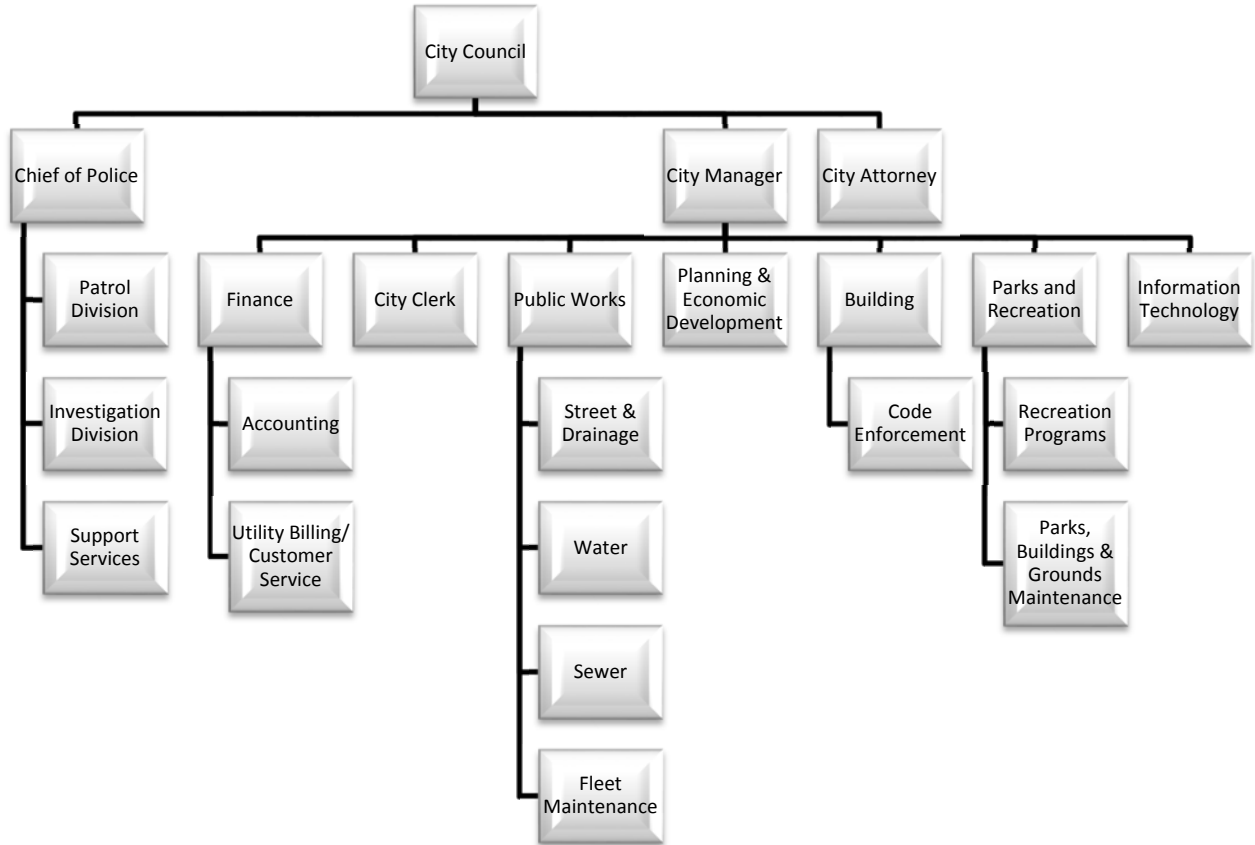 City Council
Chief of Police
City Manager
City Attorney
Patrol
Division
Finance
City Clerk
Public Works
Planning &
Economic
Development
Building
Parks and
Recreation
Information
Technology
Investigation
Division
Accounting
Street &
Drainage
Code
Enforcement
Recreation
Programs
Support
Services
Utility Billing/
Customer
Service
Water
Parks,
Buildings &
Grounds
Maintenance
Sewer
Fleet
Maintenance